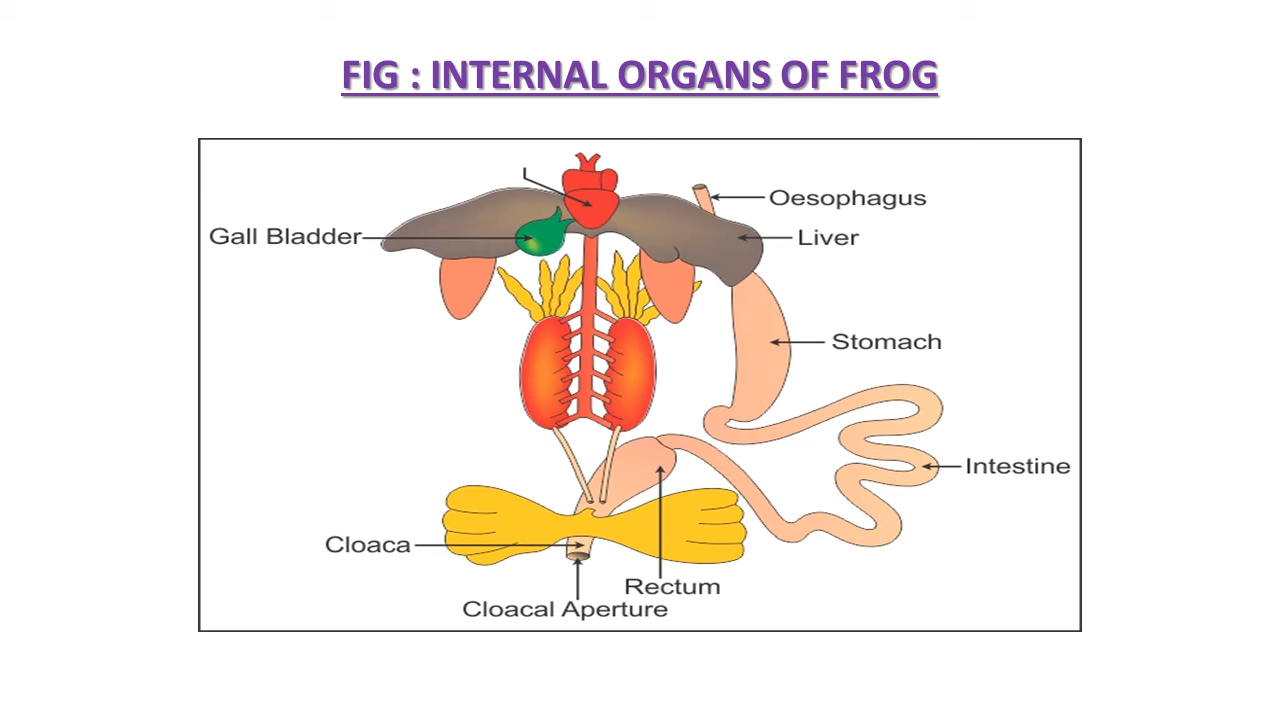 FIG : INTERNAL ORGANS OF FROG
Oesophagus
Gall Bladder
Liver
Stomach
Intestine
Cloaca
Rectum
Cloacal Aperture